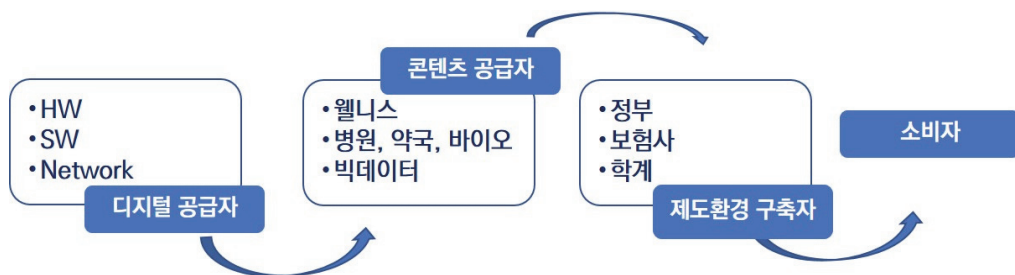 • HW
• SW
• Network
디지털 공급자
콘텐츠 공급자
• 웰니스
• 병원, 약국, 바이오
• 빅데이터
• 정부
• 보험사
• 학계
제도환경 구축자
소비자